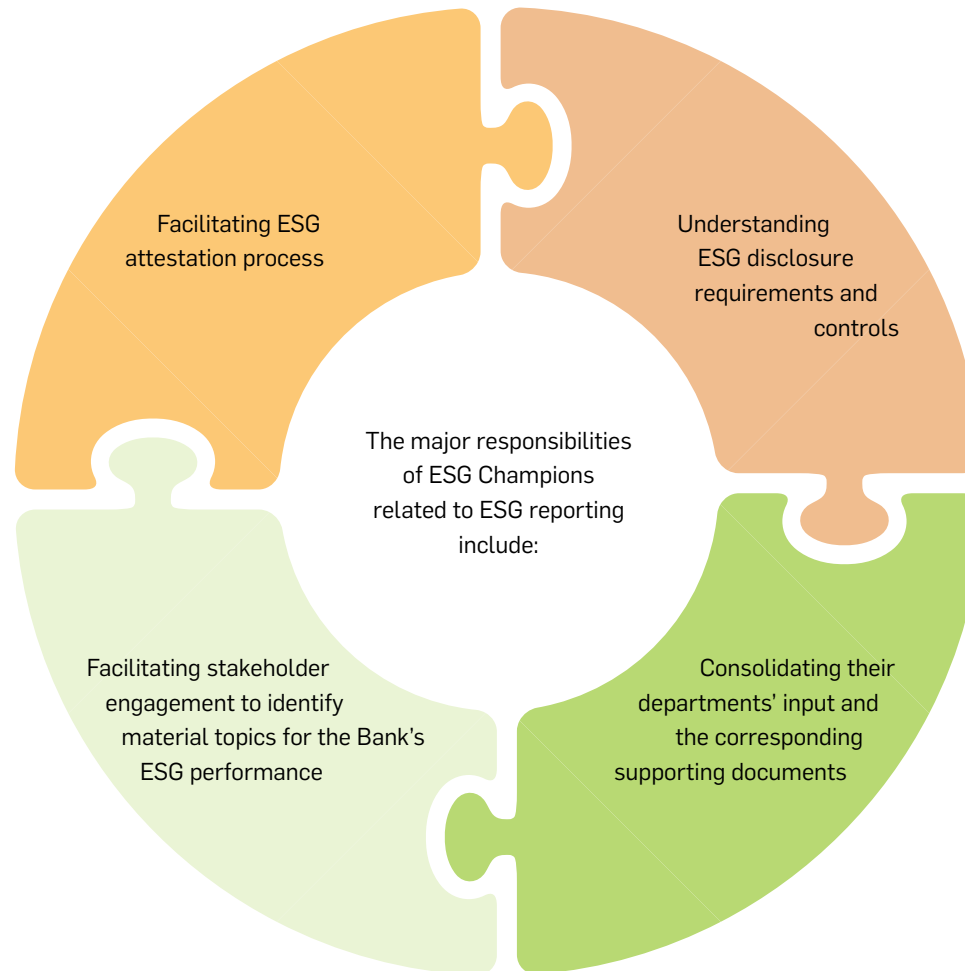 Facilitating ESG
attestation process
Understanding
ESG disclosure
requirements and
controls
The major responsibilities
of ESG Champions
related to ESG reporting
include:
Facilitating stakeholder
engagement to identify
material topics for the Bank’s
ESG performance
Consolidating their
departments’ input and
the corresponding
supporting documents